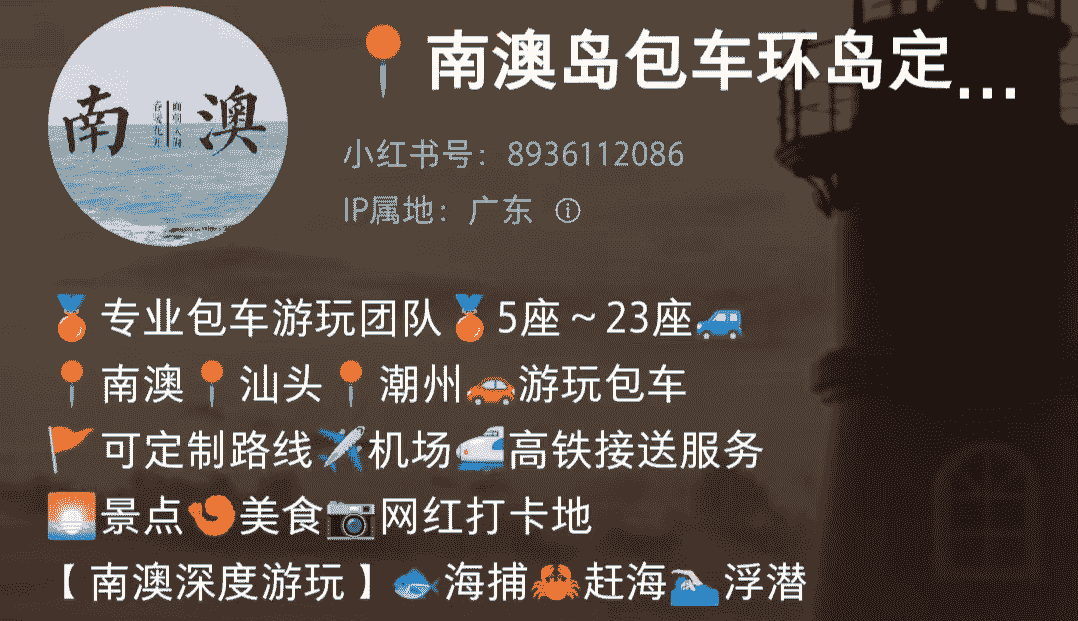 📍南澳岛包车环岛定...
南 澳
小红书号：8936112086
IP属地：广东 ⓘ
🏅专业包车游玩团队🏅5座～23座🚙
📍南澳📍汕头📍潮州🚗游玩包车
🚩可定制路线✈️机场🚄高铁接送服务
🌅景点🍤美食📷网红打卡地
【南澳深度游玩】🐟海捕🦀赶海🏊浮潜